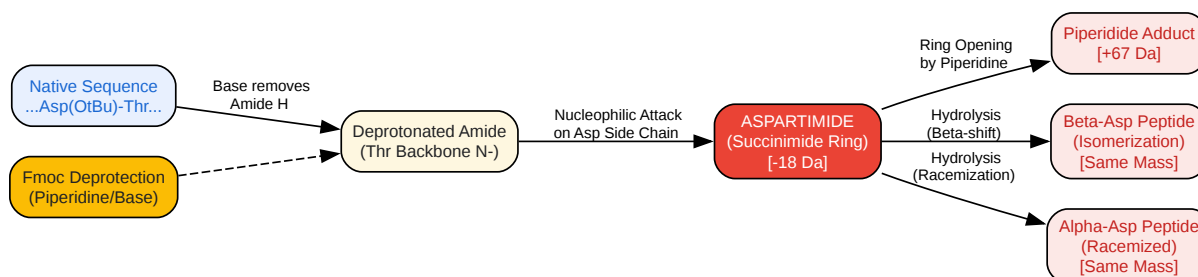 Native Sequence
...Asp(OtBu)-Thr...
Fmoc Deprotection
(Piperidine/Base)
Base removes
Amide H
Deprotonated Amide
(Thr Backbone N-)
Nucleophilic Attack
on Asp Side Chain
ASPARTIMIDE
(Succinimide Ring)
[-18 Da]
Ring Opening
by Piperidine
Hydrolysis
(Beta-shift)
Hydrolysis
(Racemization)
Piperidide Adduct
[+67 Da]
Beta-Asp Peptide
(Isomerization)
[Same Mass]
Alpha-Asp Peptide
(Racemized)
[Same Mass]